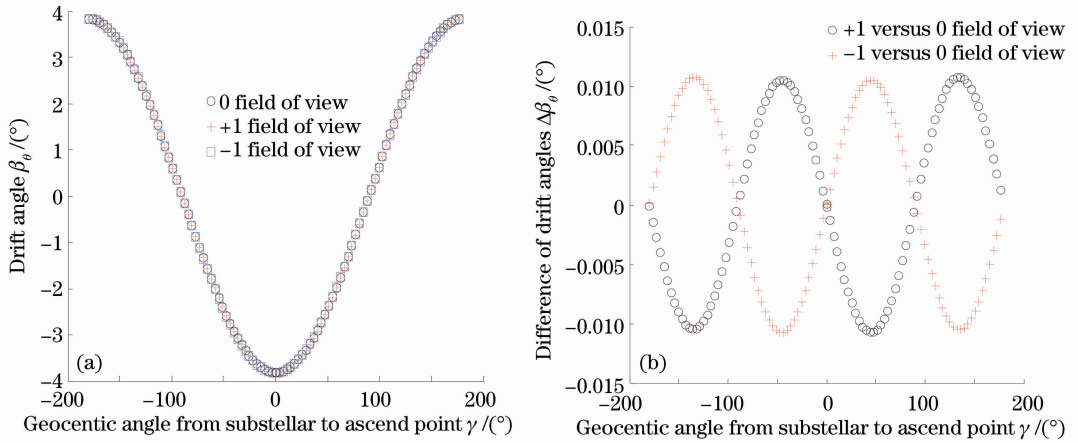 4
3
2
1
0
−1
−2
−3
−4
Drift angle βθ /(°)
0 field of view
+1 field of view
−1 field of view
(a)
−200 −100 0 100 200
Geocentic angle from substellar to ascend point γ /(°)
0.015
0.010
0.005
0
−0.005
−0.010
−0.015
Difference of drift angles Δβθ /(°)
+1 versus 0 field of view
−1 versus 0 field of view
(b)
−200 −100 0 100 200
Geocentic angle from substellar to ascend point γ /(°)